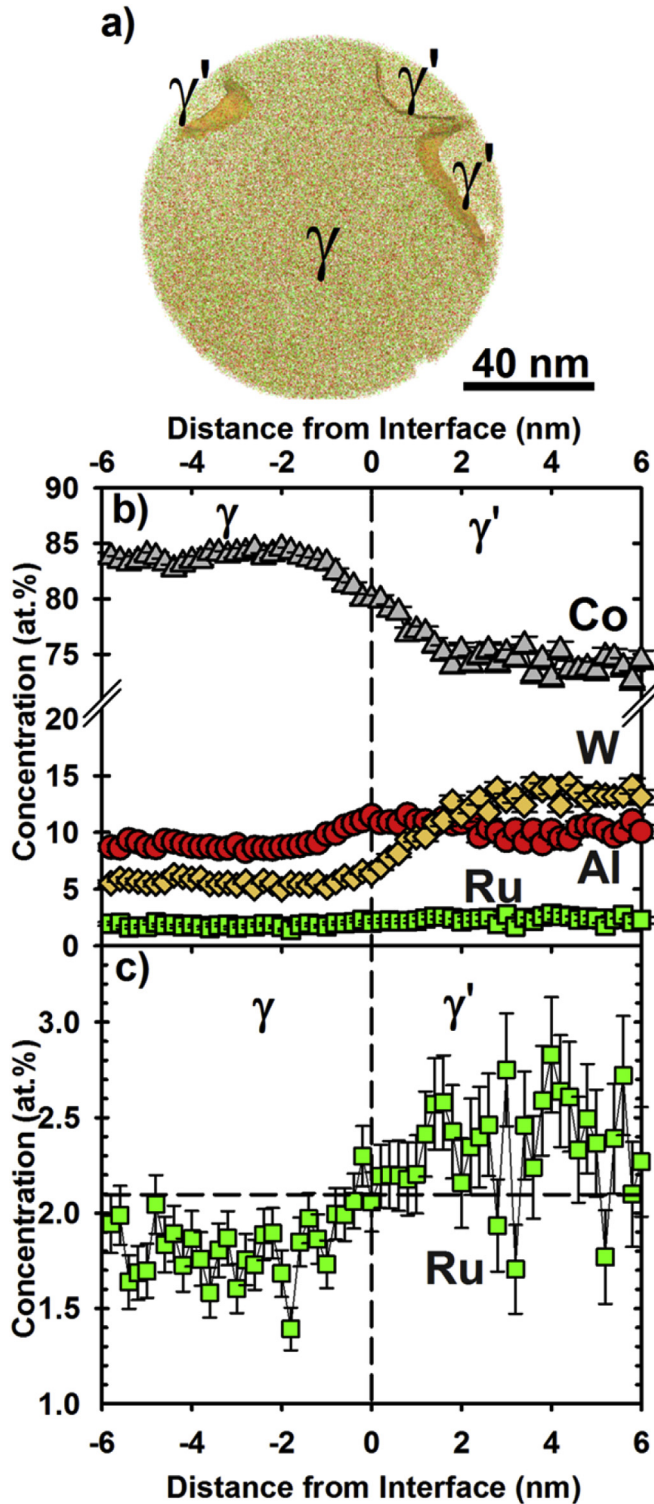 a)
γ'
γ'
γ'
γ
40 nm
Distance from Interface (nm)
-6 -4 -2 0 2 4 6
b)
γ
γ'
90
85
80
75
20
15
10
5
0
Concentration (at.%)
Co
W
Al
Ru
c)
γ
γ'
3.0
2.5
2.0
1.5
1.0
Concentration (at.%)
Ru
-6 -4 -2 0 2 4 6
Distance from Interface (nm)